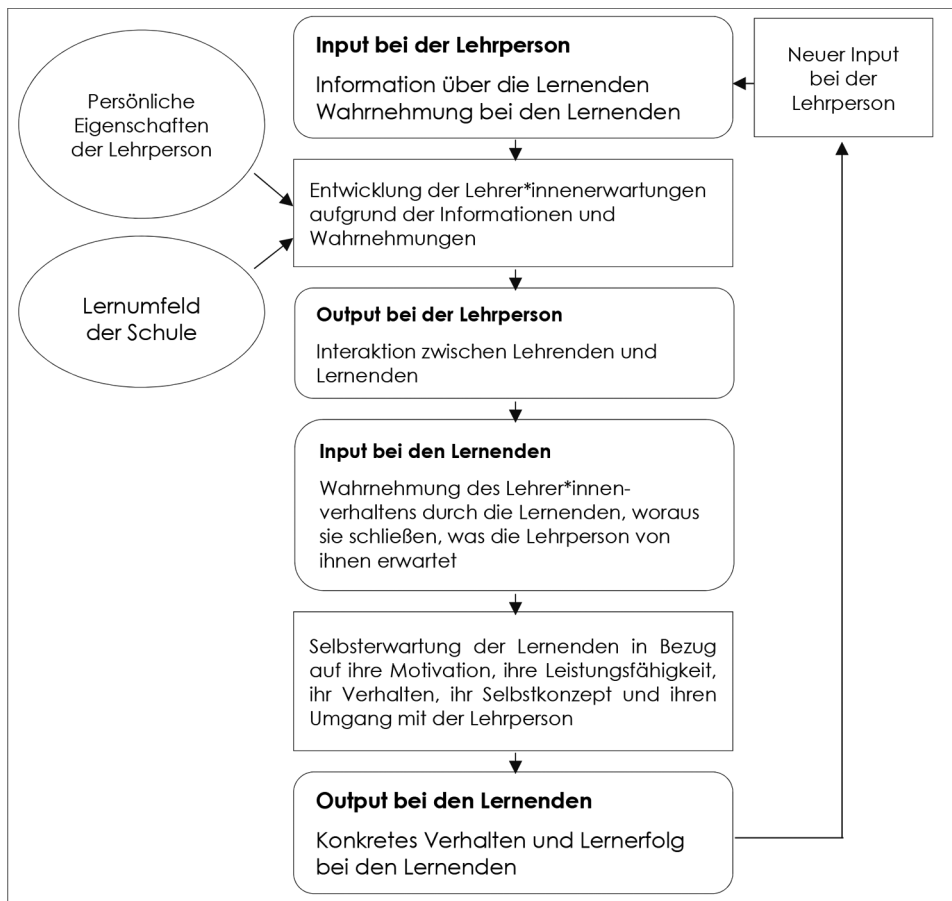 Input bei der Lehrperson
Information über die Lernenden
Wahrnehmung bei den Lernenden
Neuer Input
bei der
Lehrperson
Persönliche
Eigenschaften
der Lehrperson
Entwicklung der Lehrer*innenerwartungen
aufgrund der Informationen und
Wahrnehmungen
Lernumfeld
der Schule
Output bei der Lehrperson
Interaktion zwischen Lehrenden und
Lernenden
Input bei den Lernenden
Wahrnehmung des Lehrer*innen-
verhaltens durch die Lernenden, woraus
sie schließen, was die Lehrperson von
ihnen erwartet
Selbsterwartung der Lernenden in Bezug
auf ihre Motivation, ihre Leistungsfähigkeit,
ihr Verhalten, ihr Selbstkonzept und ihren
Umgang mit der Lehrperson
Output bei den Lernenden
Konkretes Verhalten und Lernerfolg
bei den Lernenden